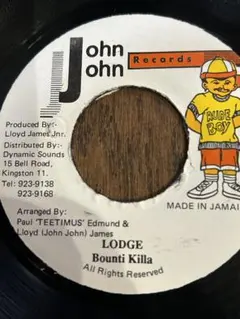 John
John
Records
RUDE
BOY
Produced By:-
Lloyd James Jnr.
Distributed By:-
Dynamic Sounds
15 Bell Road,
Kingston 11.
Tel: 923-9138
923-9168
MADE IN JAMAI
Arranged By:
Paul "TEETIMUS" Edmund &
Lloyd (John John) James
LODGE
Bounti Killa
All Rights Reserved